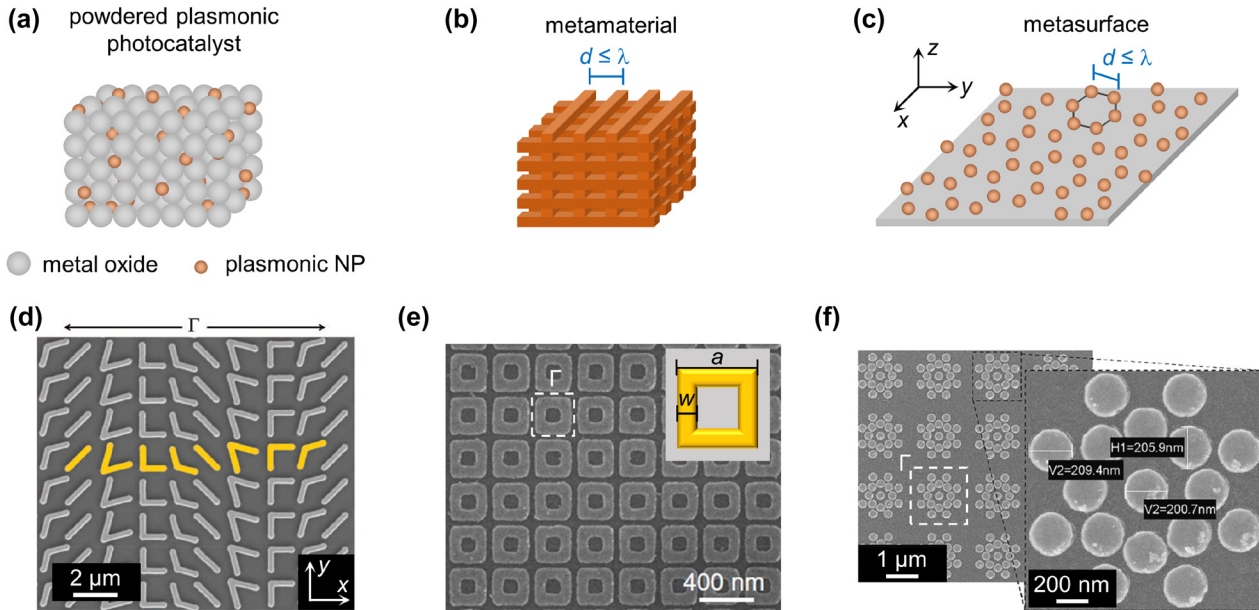 (a)
powdered plasmonic
photocatalyst
(b)
metamaterial
d ≤ λ
(c)
metasurface
d ≤ λ
z
y
x
metal oxide
plasmonic NP
(d)
Γ
2 µm
y
x
(e)
Γ
a
w
400 nm
(f)
Γ
1 µm
H1=205.9nm
V2=209.4nm
V2=200.7nm
200 nm